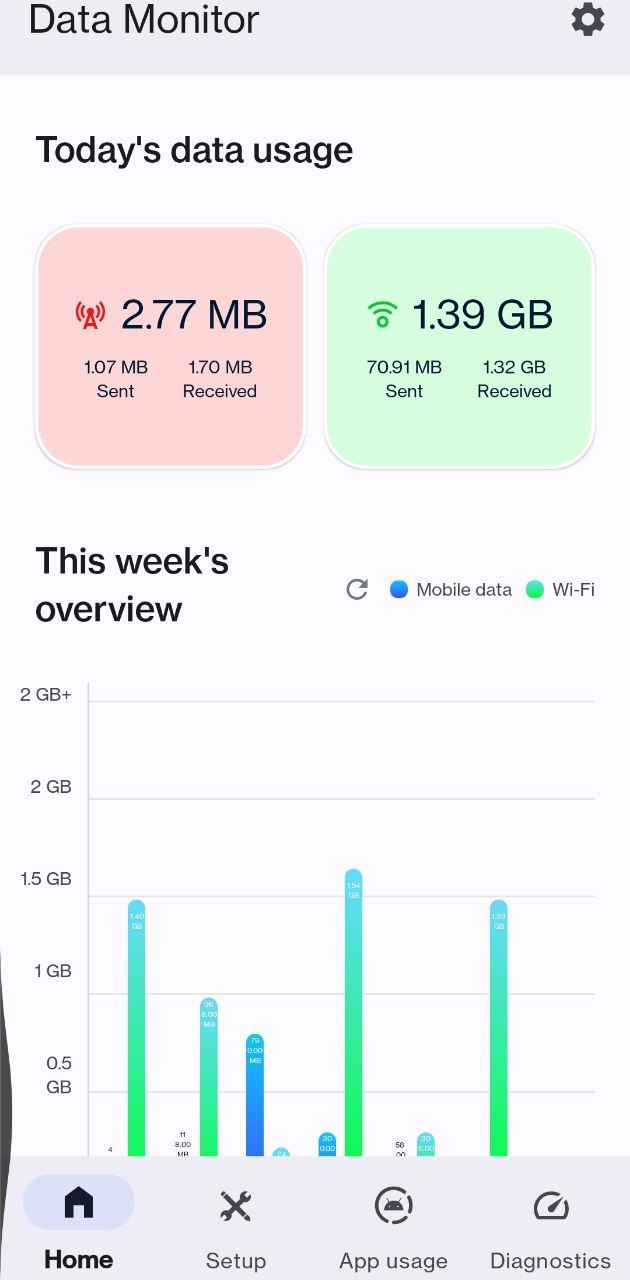 Data Monitor
Today's data usage
2.77 MB
1.07 MB
Sent
1.70 MB
Received
1.39 GB
70.91 MB
Sent
1.32 GB
Received
This week's
overview
Mobile data
Wi-Fi
2 GB+
2 GB
1.5 GB
1 GB
0.5
GB
4
1.40
GB
11
8.00
MB
96
6.00
MB
79
0.00
MB
30
0.00
1.54
GB
58
30
6.00
1.39
GB
Home
Setup
App usage
Diagnostics